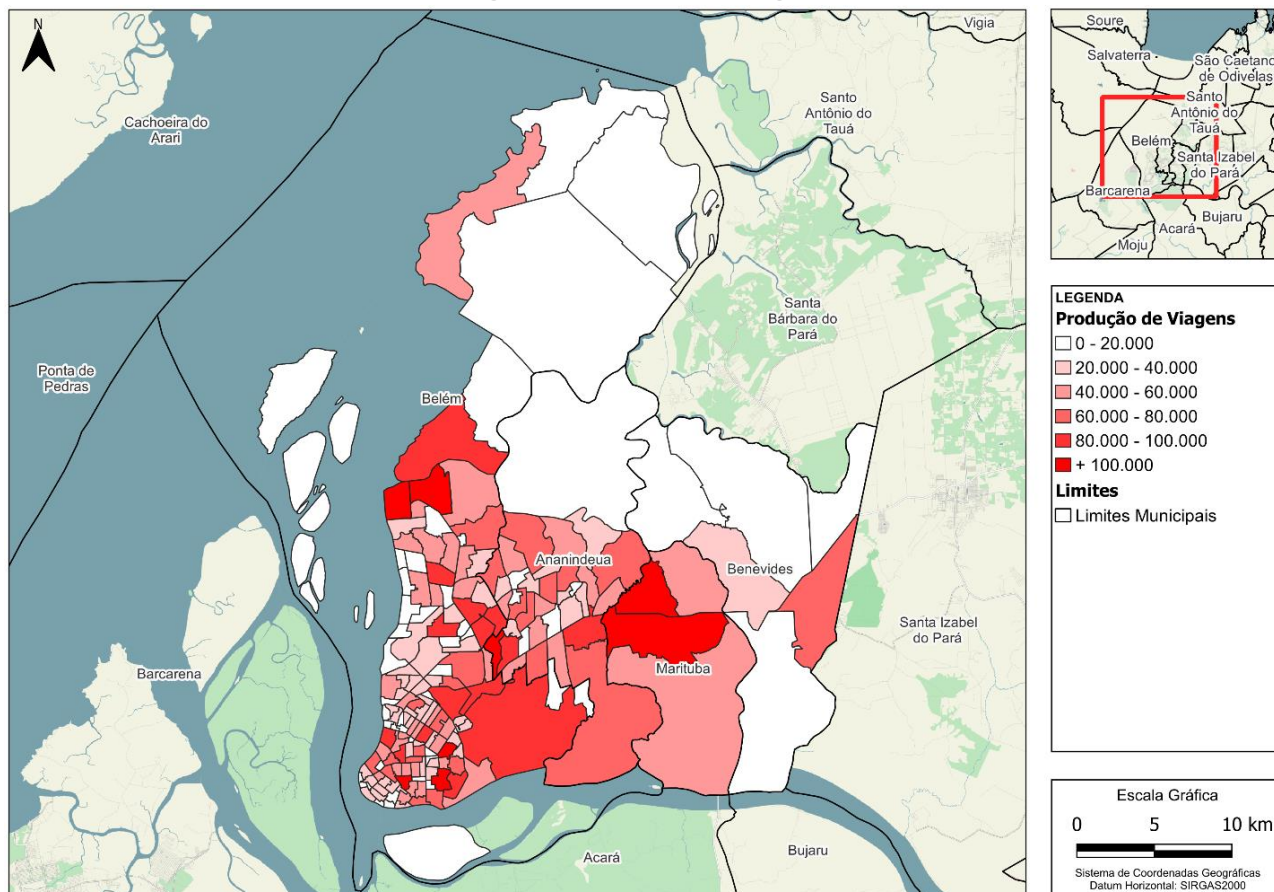 N
Vigia
Cachoeira do
Arari
Santo
Antônio do
Tauá
Santa
Bárbara do
Pará
Ponta de
Pedras
Belém
Ananindeua
Benevides
Santa Izabel
do Pará
Marituba
Barcarena
Acará
Bujaru
Soure
Salvaterra
São Caetano
de Odivelas
Santo
Antônio do
Tauá
Belém
Santa Izabel
do Pará
Barcarena
Bujaru
Acará
Moju
LEGENDA
Produção de Viagens
0 - 20.000
20.000 - 40.000
40.000 - 60.000
60.000 - 80.000
80.000 - 100.000
+ 100.000
Limites
Limites Municipais
Escala Gráfica
0 5 10 km
Sistema de Coordenadas Geográficas
Datum Horizontal: SIRGAS2000